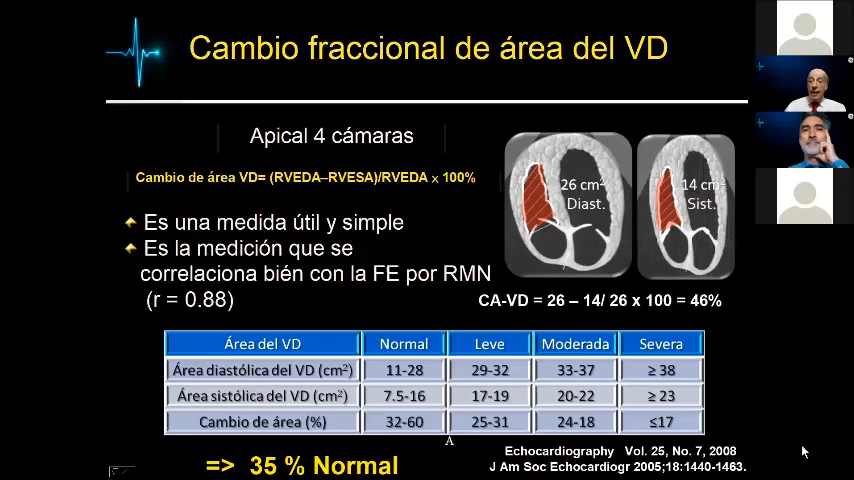 Cambio fraccional de área del VD
Apical 4 cámaras
Cambio de área VD= (RVEDA–RVESA)/RVEDA x 100%
Es una medida útil y simple
Es la medición que se
correlaciona bién con la FE por RMN
(r = 0.88)
26 cm²
Diast.
14 cm²
Sist.
CA-VD = 26 – 14/ 26 x 100 = 46%
Área del VD Normal Leve Moderada Severa
Área diastólica del VD (cm²) 11-28 29-32 33-37 ≥ 38
Área sistólica del VD (cm²) 7.5-16 17-19 20-22 ≥ 23
Cambio de área (%) 32-60 25-31 24-18 ≤17
A
=> 35 % Normal
Echocardiography Vol. 25, No. 7, 2008
J Am Soc Echocardiogr 2005;18:1440-1463.